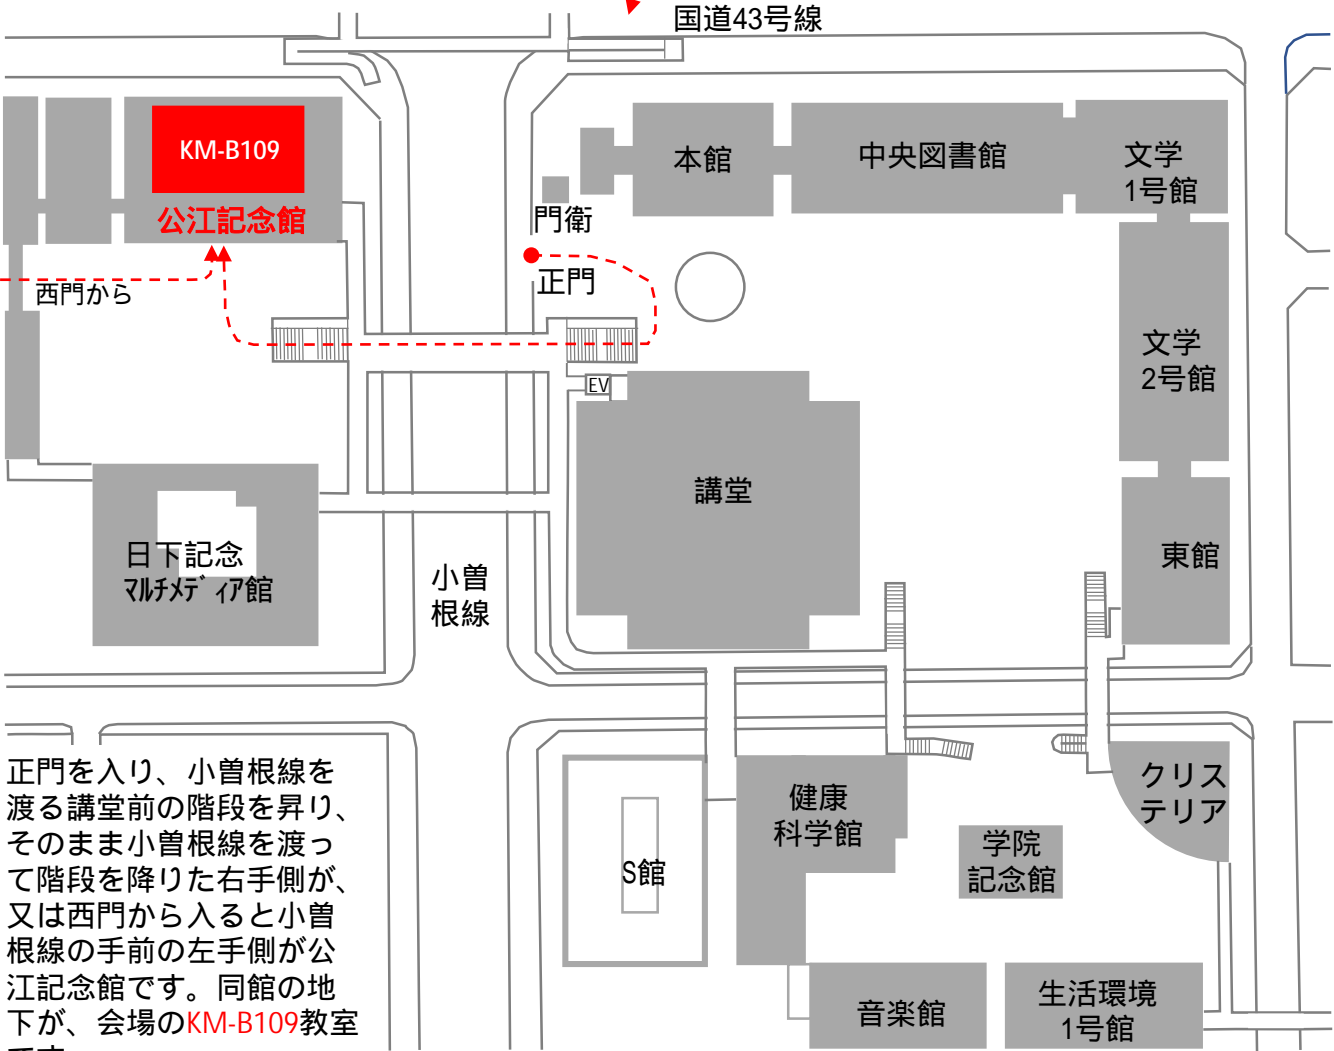 国道43号線
KM-B109
公江記念館
本館
中央図書館
文学
1号館
門衛
正門
西門から
文学
2号館
EV
講堂
東館
日下記念
ﾏﾙﾁﾒﾃﾞｨｱ館
小曽
根線
クリス
テリア
健康
科学館
学院
記念館
S館
音楽館
生活環境
1号館
正門を入り、小曽根線を
渡る講堂前の階段を昇り、
そのまま小曽根線を渡っ
て階段を降りた右手側が、
又は西門から入ると小曽
根線の手前の左手側が公
江記念館です。同館の地
下が、会場のKM-B109教室
です